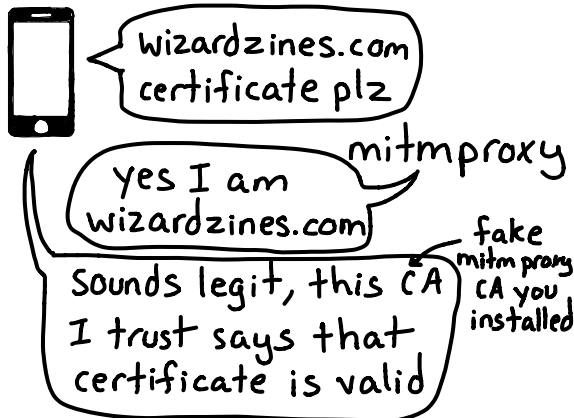 wizardzines.com
certificate plz
mitmproxy
yes I am
wizardzines.com
fake
mitm proxy
CA you
installed
Sounds legit, this CA
I trust says that
certificate is valid